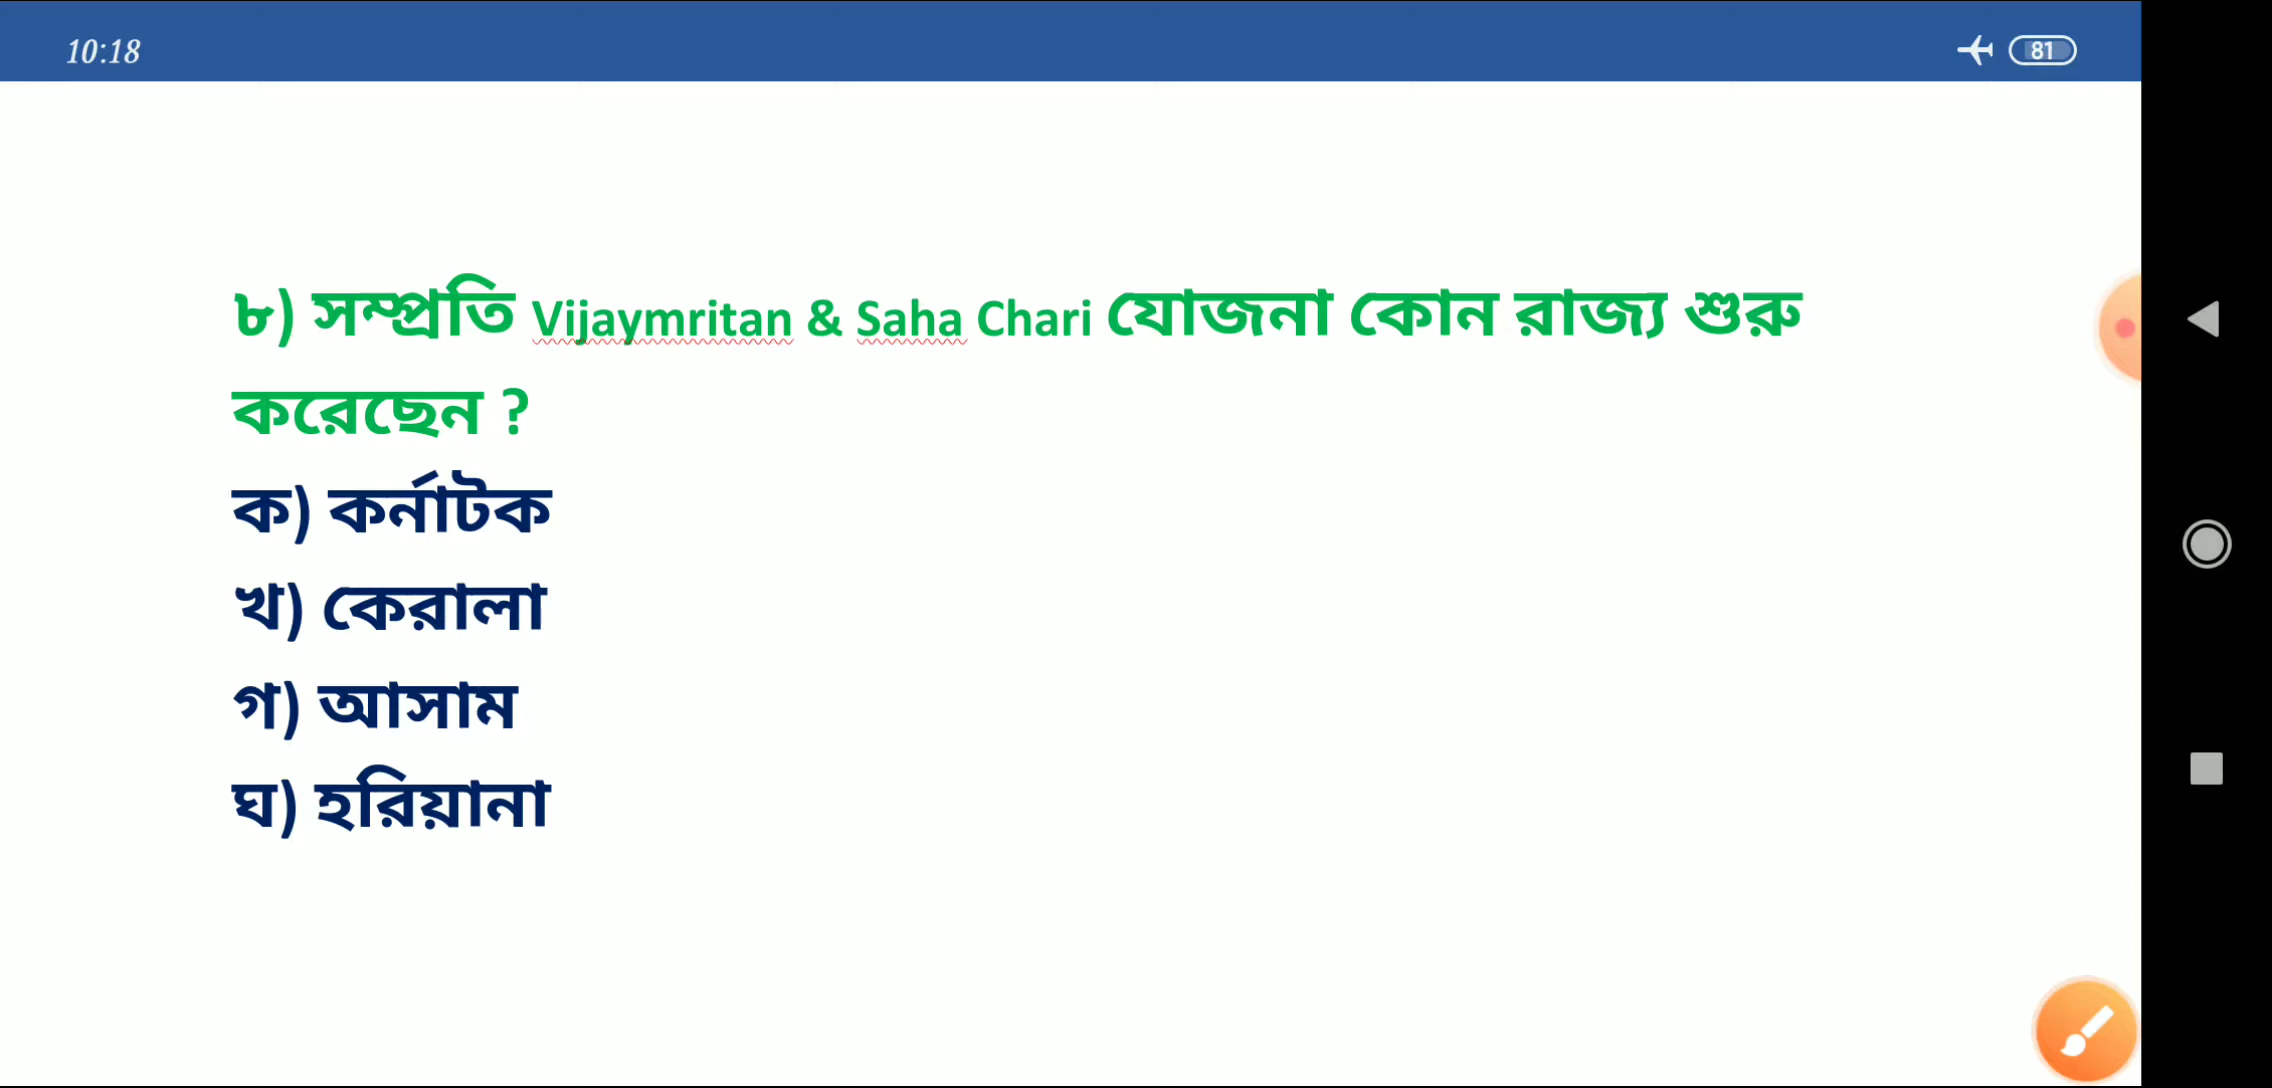 10:18
81
৮) সম্প্রতি Vijaymritan & Saha Chari যোজনা কোন রাজ্য শুরু
করেছেন ?
ক) কর্নাটক
খ) কেরালা
গ) আসাম
ঘ) হরিয়ানা